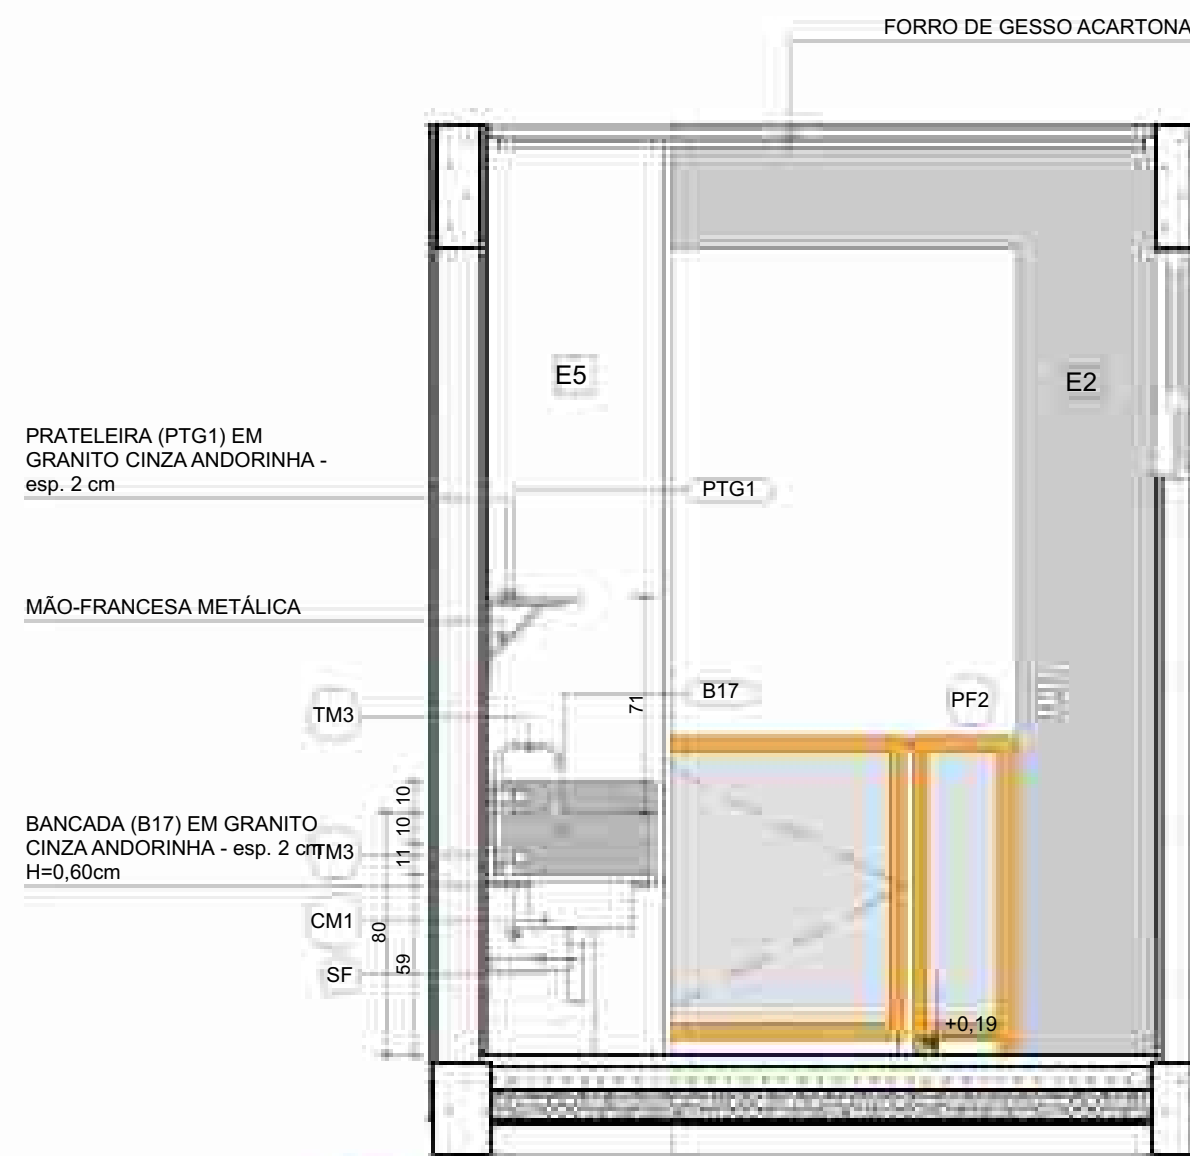 FORRO DE GESSO ACARTONA
E5
E2
PRATELEIRA (PTG1) EM
GRANITO CINZA ANDORINHA -
esp. 2 cm
PTG1
MÃO-FRANCESA METÁLICA
B17
PF2
71
TM3
10
BANCADA (B17) EM GRANITO
10
CINZA ANDORINHA - esp. 2 cm
TM3
11
H=0,60cm
CM1
80
59
SF
+0,19